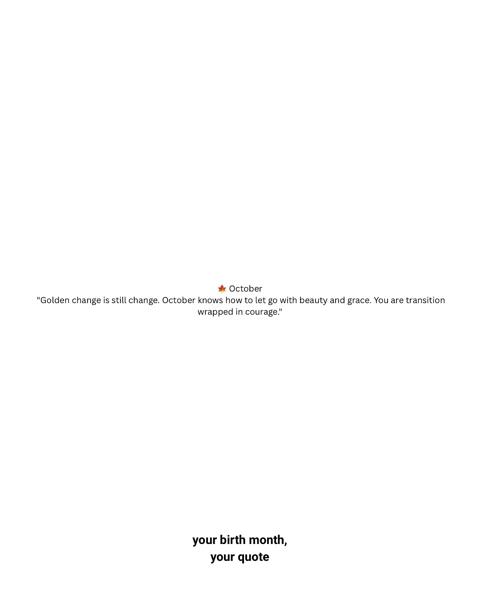 🍁 October
"Golden change is still change. October knows how to let go with beauty and grace. You are transition
wrapped in courage."
your birth month,
your quote